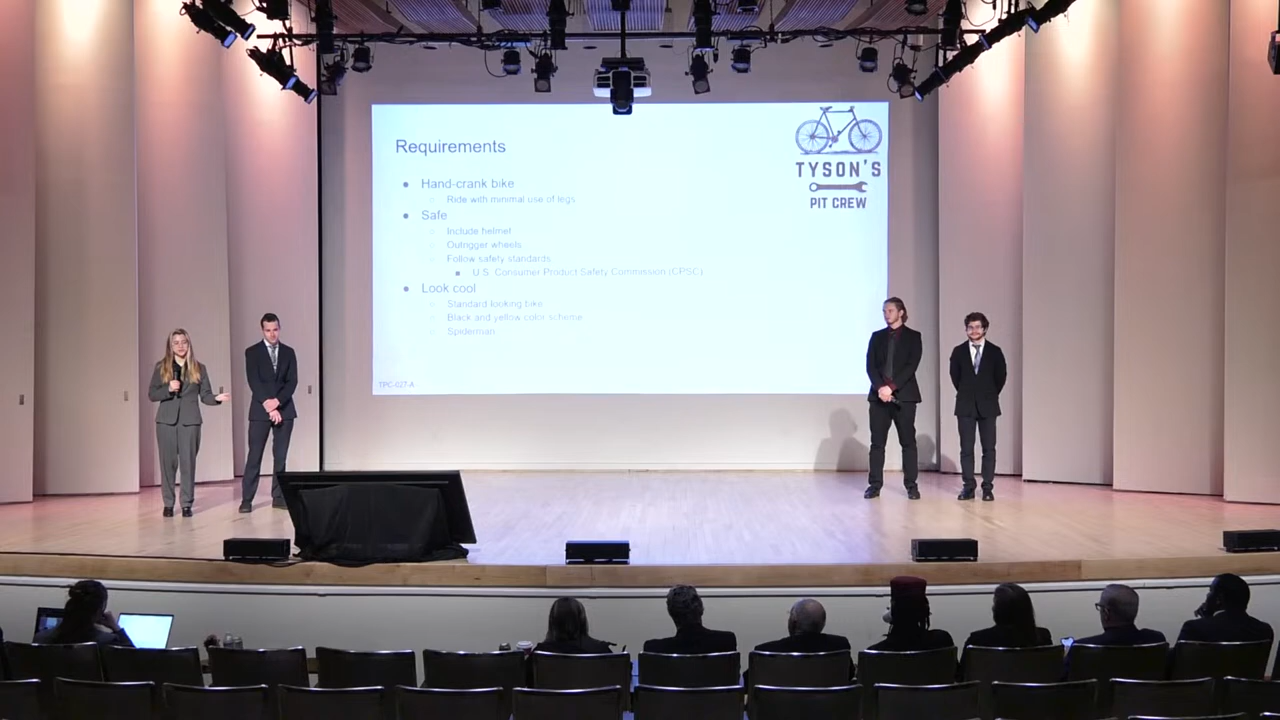 Requirements
● Hand-crank bike
○ Ride with minimal use of legs
● Safe
○ Include helmet
○ Outrigger wheels
○ Follow safety standards
■ U.S. Consumer Product Safety Commission (CPSC)
● Look cool
○ Standard looking bike
○ Black and yellow color scheme
○ Spiderman
TPC-027-A
TYSON'S
PIT CREW